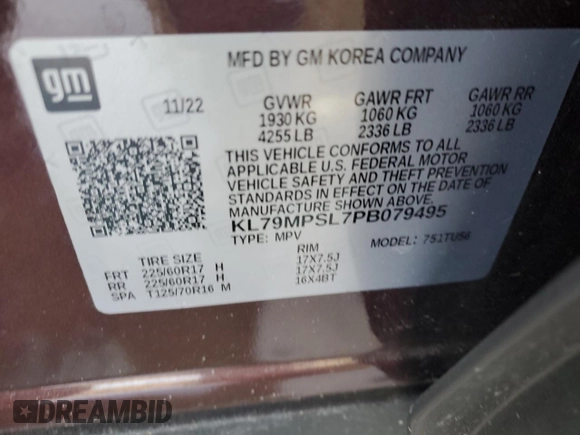 gm
MFD BY GM KOREA COMPANY
11/22 GVWR GAWR FRT GAWR RR
1930 KG 1060 KG 1060 KG
4255 LB 2336 LB 2336 LB
THIS VEHICLE CONFORMS TO ALL
APPLICABLE U.S. FEDERAL MOTOR
VEHICLE SAFETY AND THEFT PREVENTION
STANDARDS IN EFFECT ON THE DATE OF
MANUFACTURE SHOWN ABOVE.
KL79MPSL7PB079495
TYPE: MPV MODEL: 751TU56
TIRE SIZE RIM
FRT 225/60R17 H 17X7.5J
RR 225/60R17 H 17X7.5J
SPA T125/70R16 M 16X4BT
DREAMBID